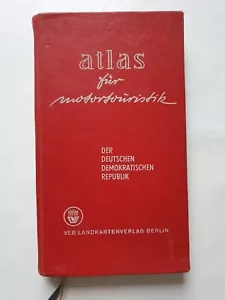 atlas
für
motortouristik
DER
DEUTSCHEN
DEMOKRATISCHEN
REPUBLIK
VEB LANDKARTENVERLAG BERLIN